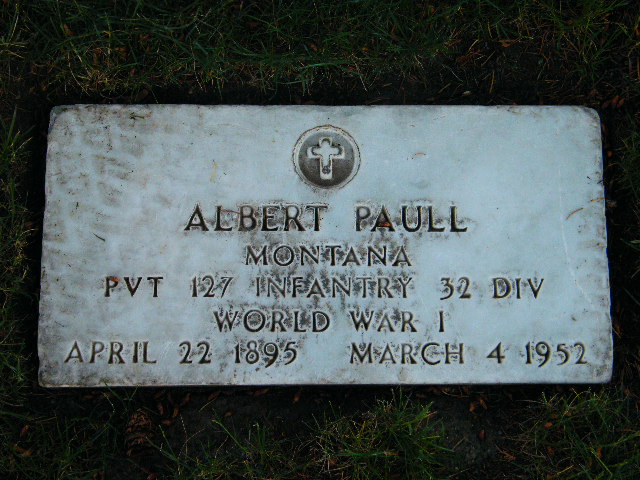 ALBERT PAULL
MONTANA
PVT 127 INFANTRY 32 DIV
WORLD WAR I
APRIL 22 1895 MARCH 4 1952